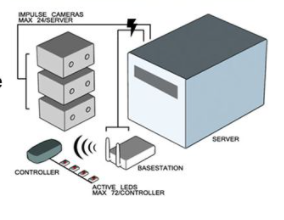 IMPULSE CAMERAS
MAX 24/SERVER
e
SERVER
BASESTATION
CONTROLLER
ACTIVE LEDS
MAX 72/CONTROLLER